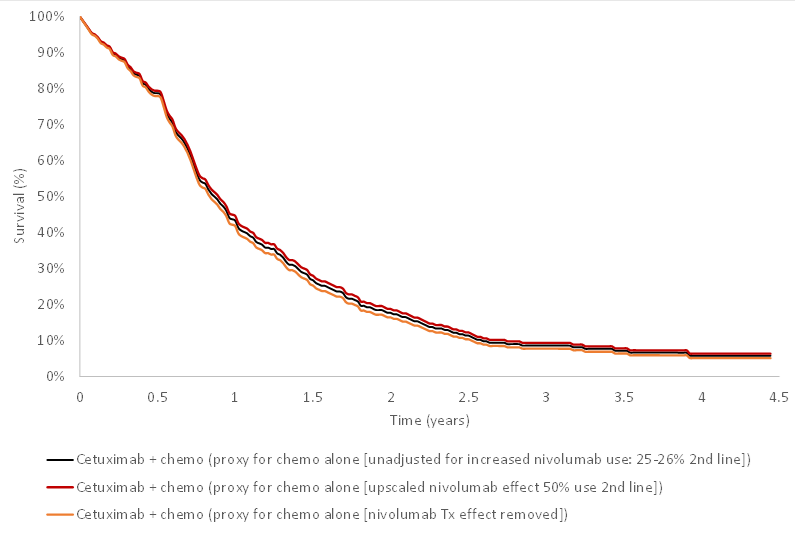 100%
90%
80%
70%
60%
50%
40%
30%
20%
10%
0%
Survival (%)
0 0.5 1 1.5 2 2.5 3 3.5 4 4.5
Time (years)
Cetuximab + chemo (proxy for chemo alone [unadjusted for increased nivolumab use: 25-26% 2nd line])
Cetuximab + chemo (proxy for chemo alone [upscaled nivolumab effect 50% use 2nd line])
Cetuximab + chemo (proxy for chemo alone [nivolumab Tx effect removed])